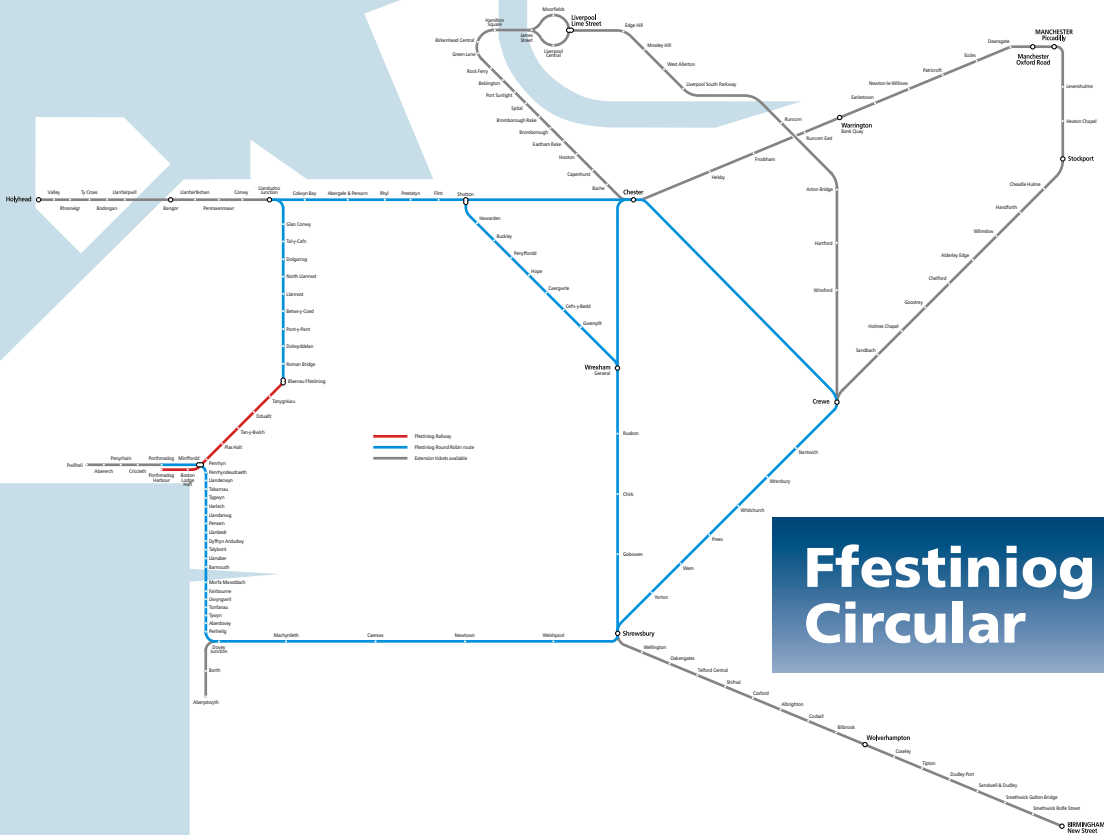 Moorfields
Hamilton
Square
Liverpool
Lime Street
James
Street
Liverpool
Central
Edge Hill
Mossley Hill
West Allerton
Liverpool South Parkway
Birkenhead Central
Green Lane
Rock Ferry
Bebington
Port Sunlight
Spital
Bromborough Rake
Bromborough
Eastham Rake
Hooton
Capenhurst
Bache
MANCHESTER
Piccadilly
Deansgate
Manchester
Oxford Road
Eccles
Patricroft
Newton-le-Willows
Earlestown
Warrington
Bank Quay
Runcorn
Runcorn East
Frodsham
Helsby
Levenshulme
Heaton Chapel
Stockport
Cheadle Hulme
Handforth
Wilmslow
Alderley Edge
Chelford
Goostrey
Holmes Chapel
Sandbach
Acton Bridge
Hartford
Winsford
Crewe
Holyhead
Valley
Rhosneigr
Ty Croes
Bodorgan
Llanfairpwll
Bangor
Llanfairfechan
Penmaenmawr
Conwy
Llandudno
Junction
Colwyn Bay
Abergele & Pensarn
Rhyl
Prestatyn
Flint
Shotton
Chester
Hawarden
Buckley
Penyffordd
Hope
Caergwrle
Cefn-y-Bedd
Gwersyllt
Wrexham
General
Ruabon
Chirk
Gobowen
Shrewsbury
Nantwich
Wrenbury
Whitchurch
Prees
Wem
Yorton
Glan Conwy
Tal-y-Cafn
Dolgarrog
North Llanrwst
Llanrwst
Betws-y-Coed
Pont-y-Pant
Dolwyddelan
Roman Bridge
Blaenau Ffestiniog
Tanygrisiau
Dduallt
Tan-y-Bwlch
Plas Halt
Penrhyn
Ffestiniog Railway
Ffestiniog Round Robin route
Extension tickets available
Pwllheli
Abererch
Penychain
Criccieth
Porthmadog
Minffordd
Porthmadog
Harbour
Boston
Lodge
Halt
Penrhyndeudraeth
Llandecwyn
Talsarnau
Tygwyn
Harlech
Llandanwg
Pensarn
Llanbedr
Dyffryn Ardudwy
Talybont
Llanaber
Barmouth
Morfa Mawddach
Fairbourne
Llwyngwril
Tonfanau
Tywyn
Aberdovey
Penhelig
Dovey
Junction
Borth
Aberystwyth
Machynlleth
Caersws
Newtown
Welshpool
Wellington
Oakengates
Telford Central
Shifnal
Cosford
Albrighton
Codsall
Bilbrook
Wolverhampton
Coseley
Tipton
Dudley Port
Sandwell & Dudley
Smethwick Galton Bridge
Smethwick Rolfe Street
BIRMINGHAM
New Street
Ffestiniog
Circular